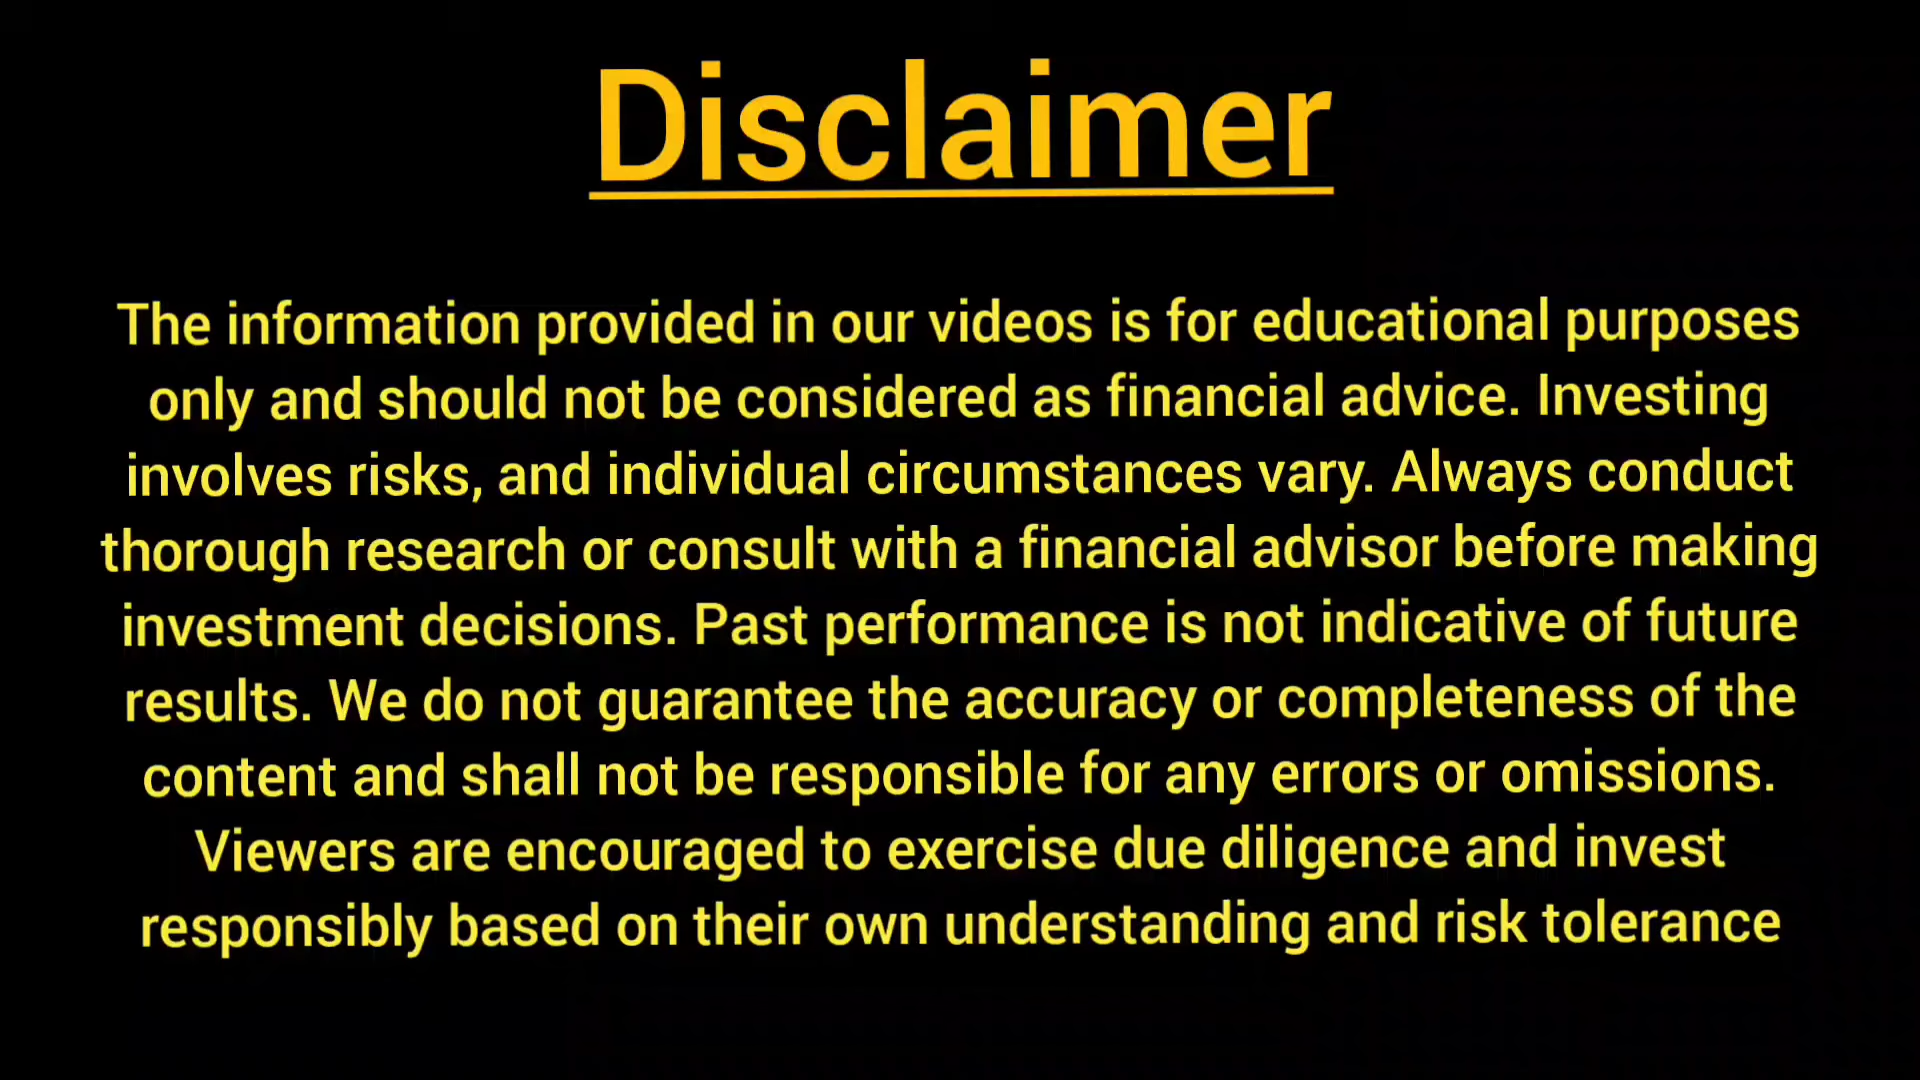 Disclaimer
The information provided in our videos is for educational purposes
only and should not be considered as financial advice. Investing
involves risks, and individual circumstances vary. Always conduct
thorough research or consult with a financial advisor before making
investment decisions. Past performance is not indicative of future
results. We do not guarantee the accuracy or completeness of the
content and shall not be responsible for any errors or omissions.
Viewers are encouraged to exercise due diligence and invest
responsibly based on their own understanding and risk tolerance